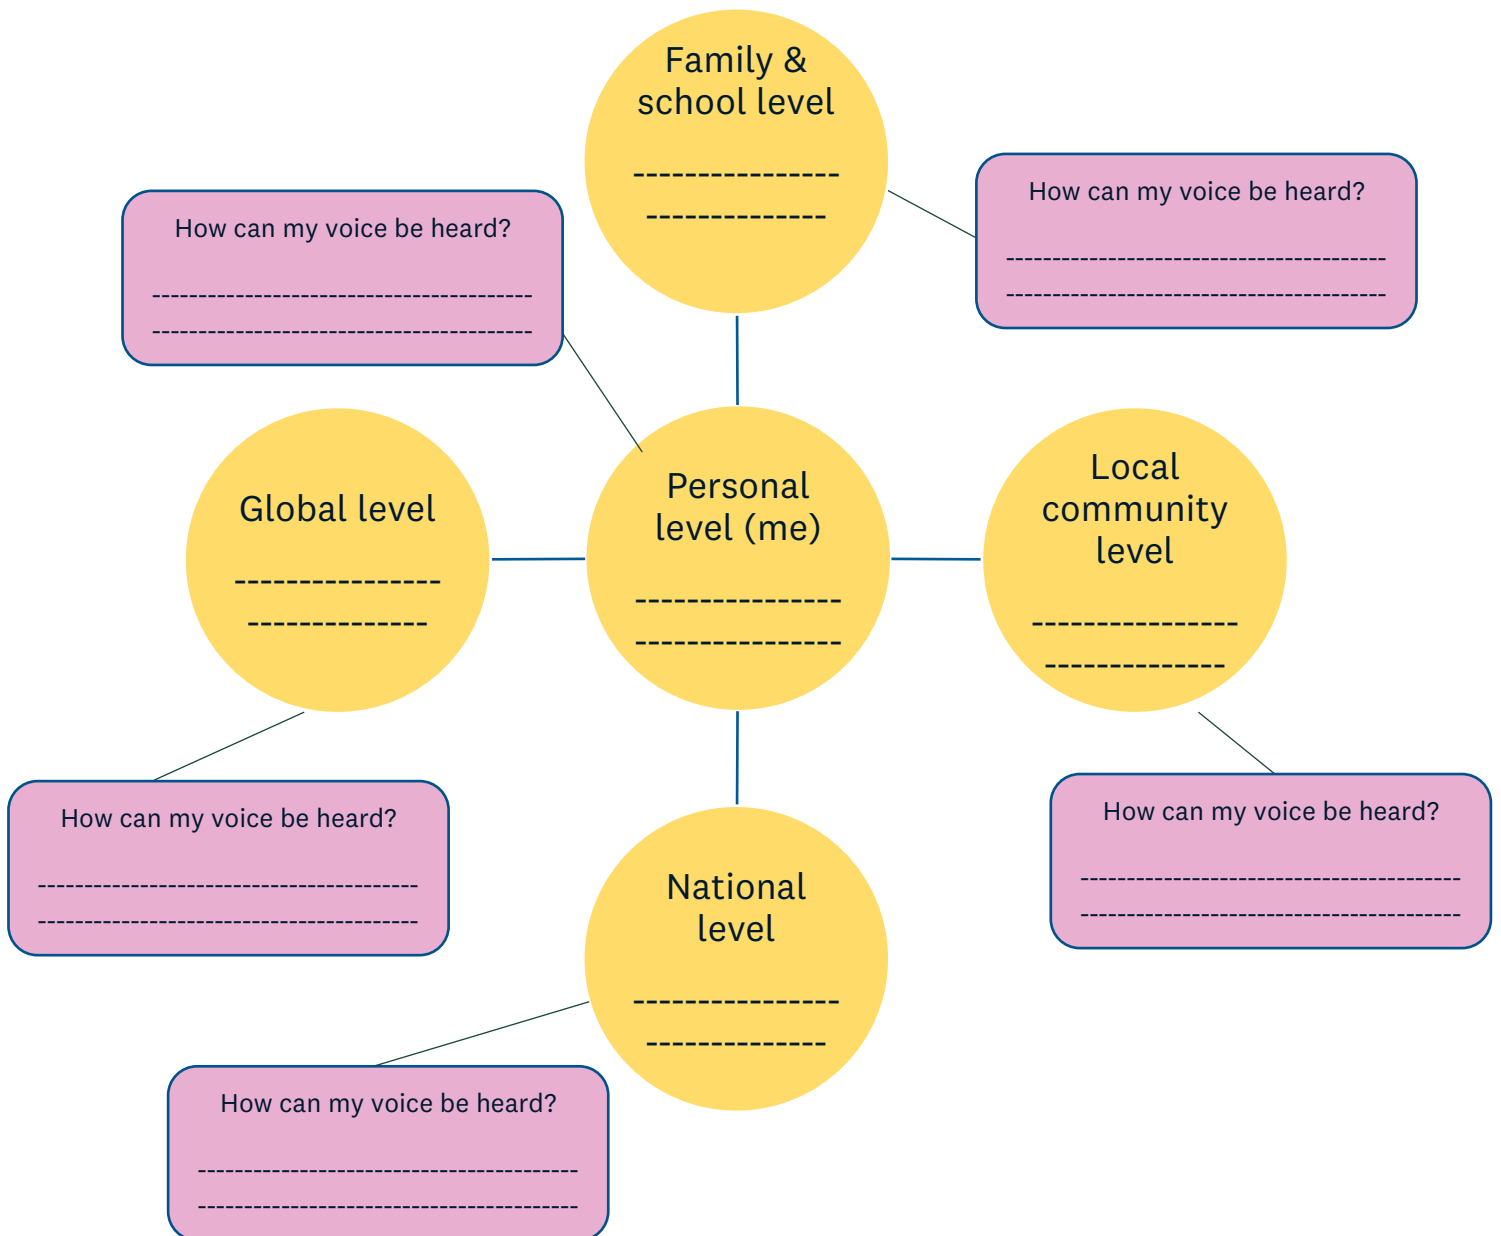 Family &
school level
----------------
--------------
How can my voice be heard?
-----------------------------------------
-----------------------------------------
How can my voice be heard?
-----------------------------------------
-----------------------------------------
Global level
----------------
--------------
Personal
level (me)
----------------
----------------
Local
community
level
----------------
--------------
How can my voice be heard?
-----------------------------------------
-----------------------------------------
How can my voice be heard?
-----------------------------------------
-----------------------------------------
National
level
----------------
--------------
How can my voice be heard?
-----------------------------------------
-----------------------------------------